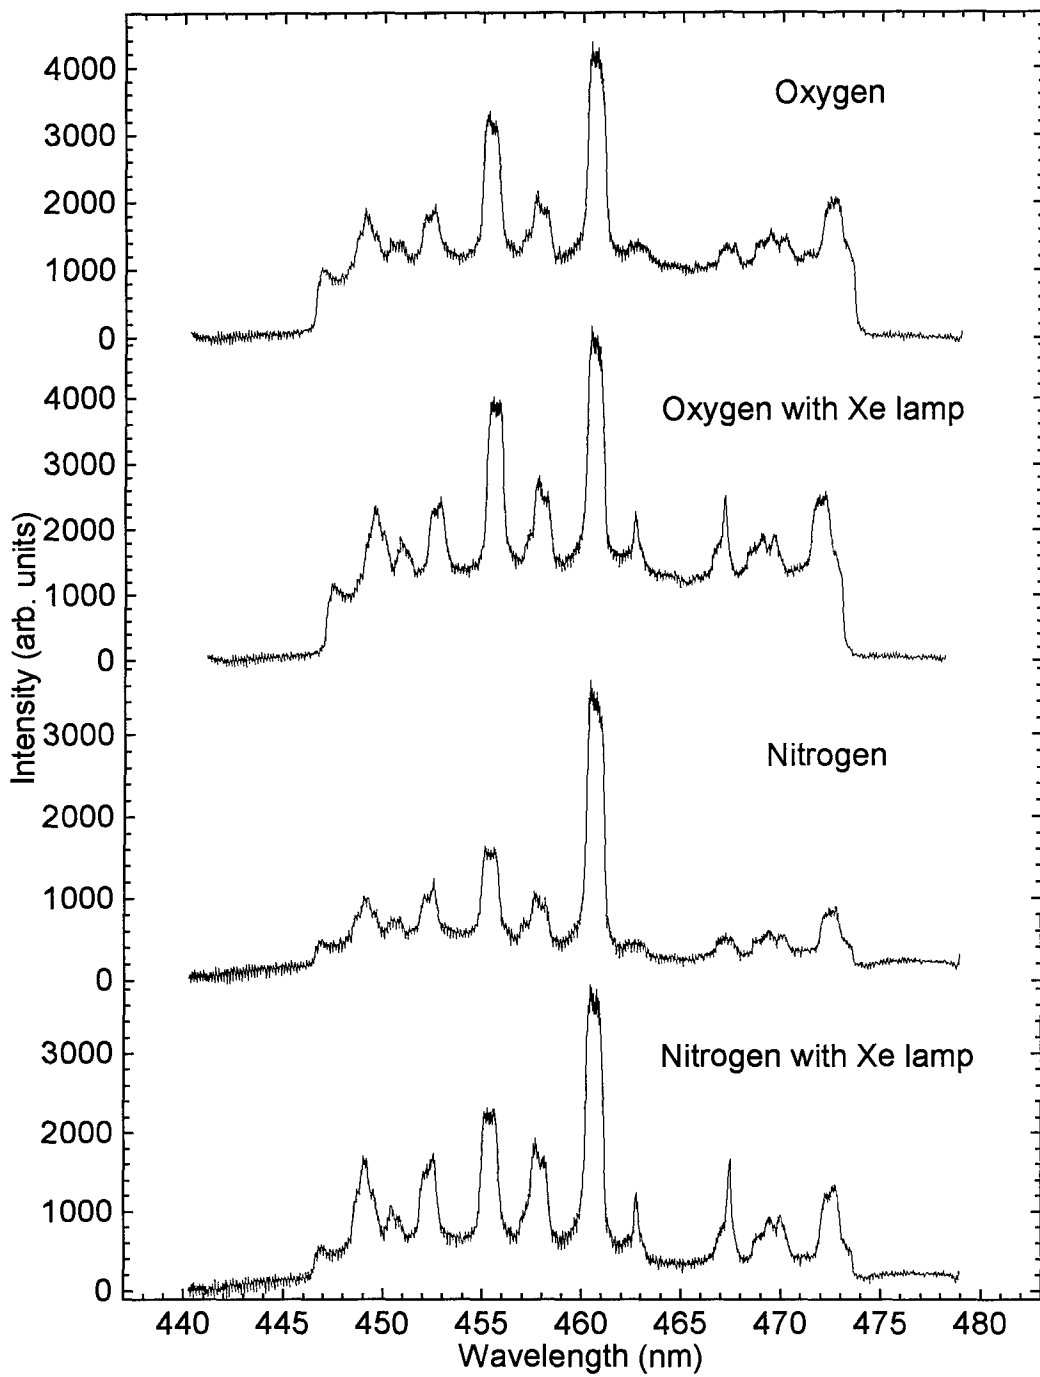 4000
3000
2000
1000
0
Oxygen
4000
3000
2000
1000
0
Oxygen with Xe lamp
3000
2000
1000
0
Nitrogen
3000
2000
1000
0
Nitrogen with Xe lamp
Intensity (arb. units)
440 445 450 455 460 465 470 475 480
Wavelength (nm)